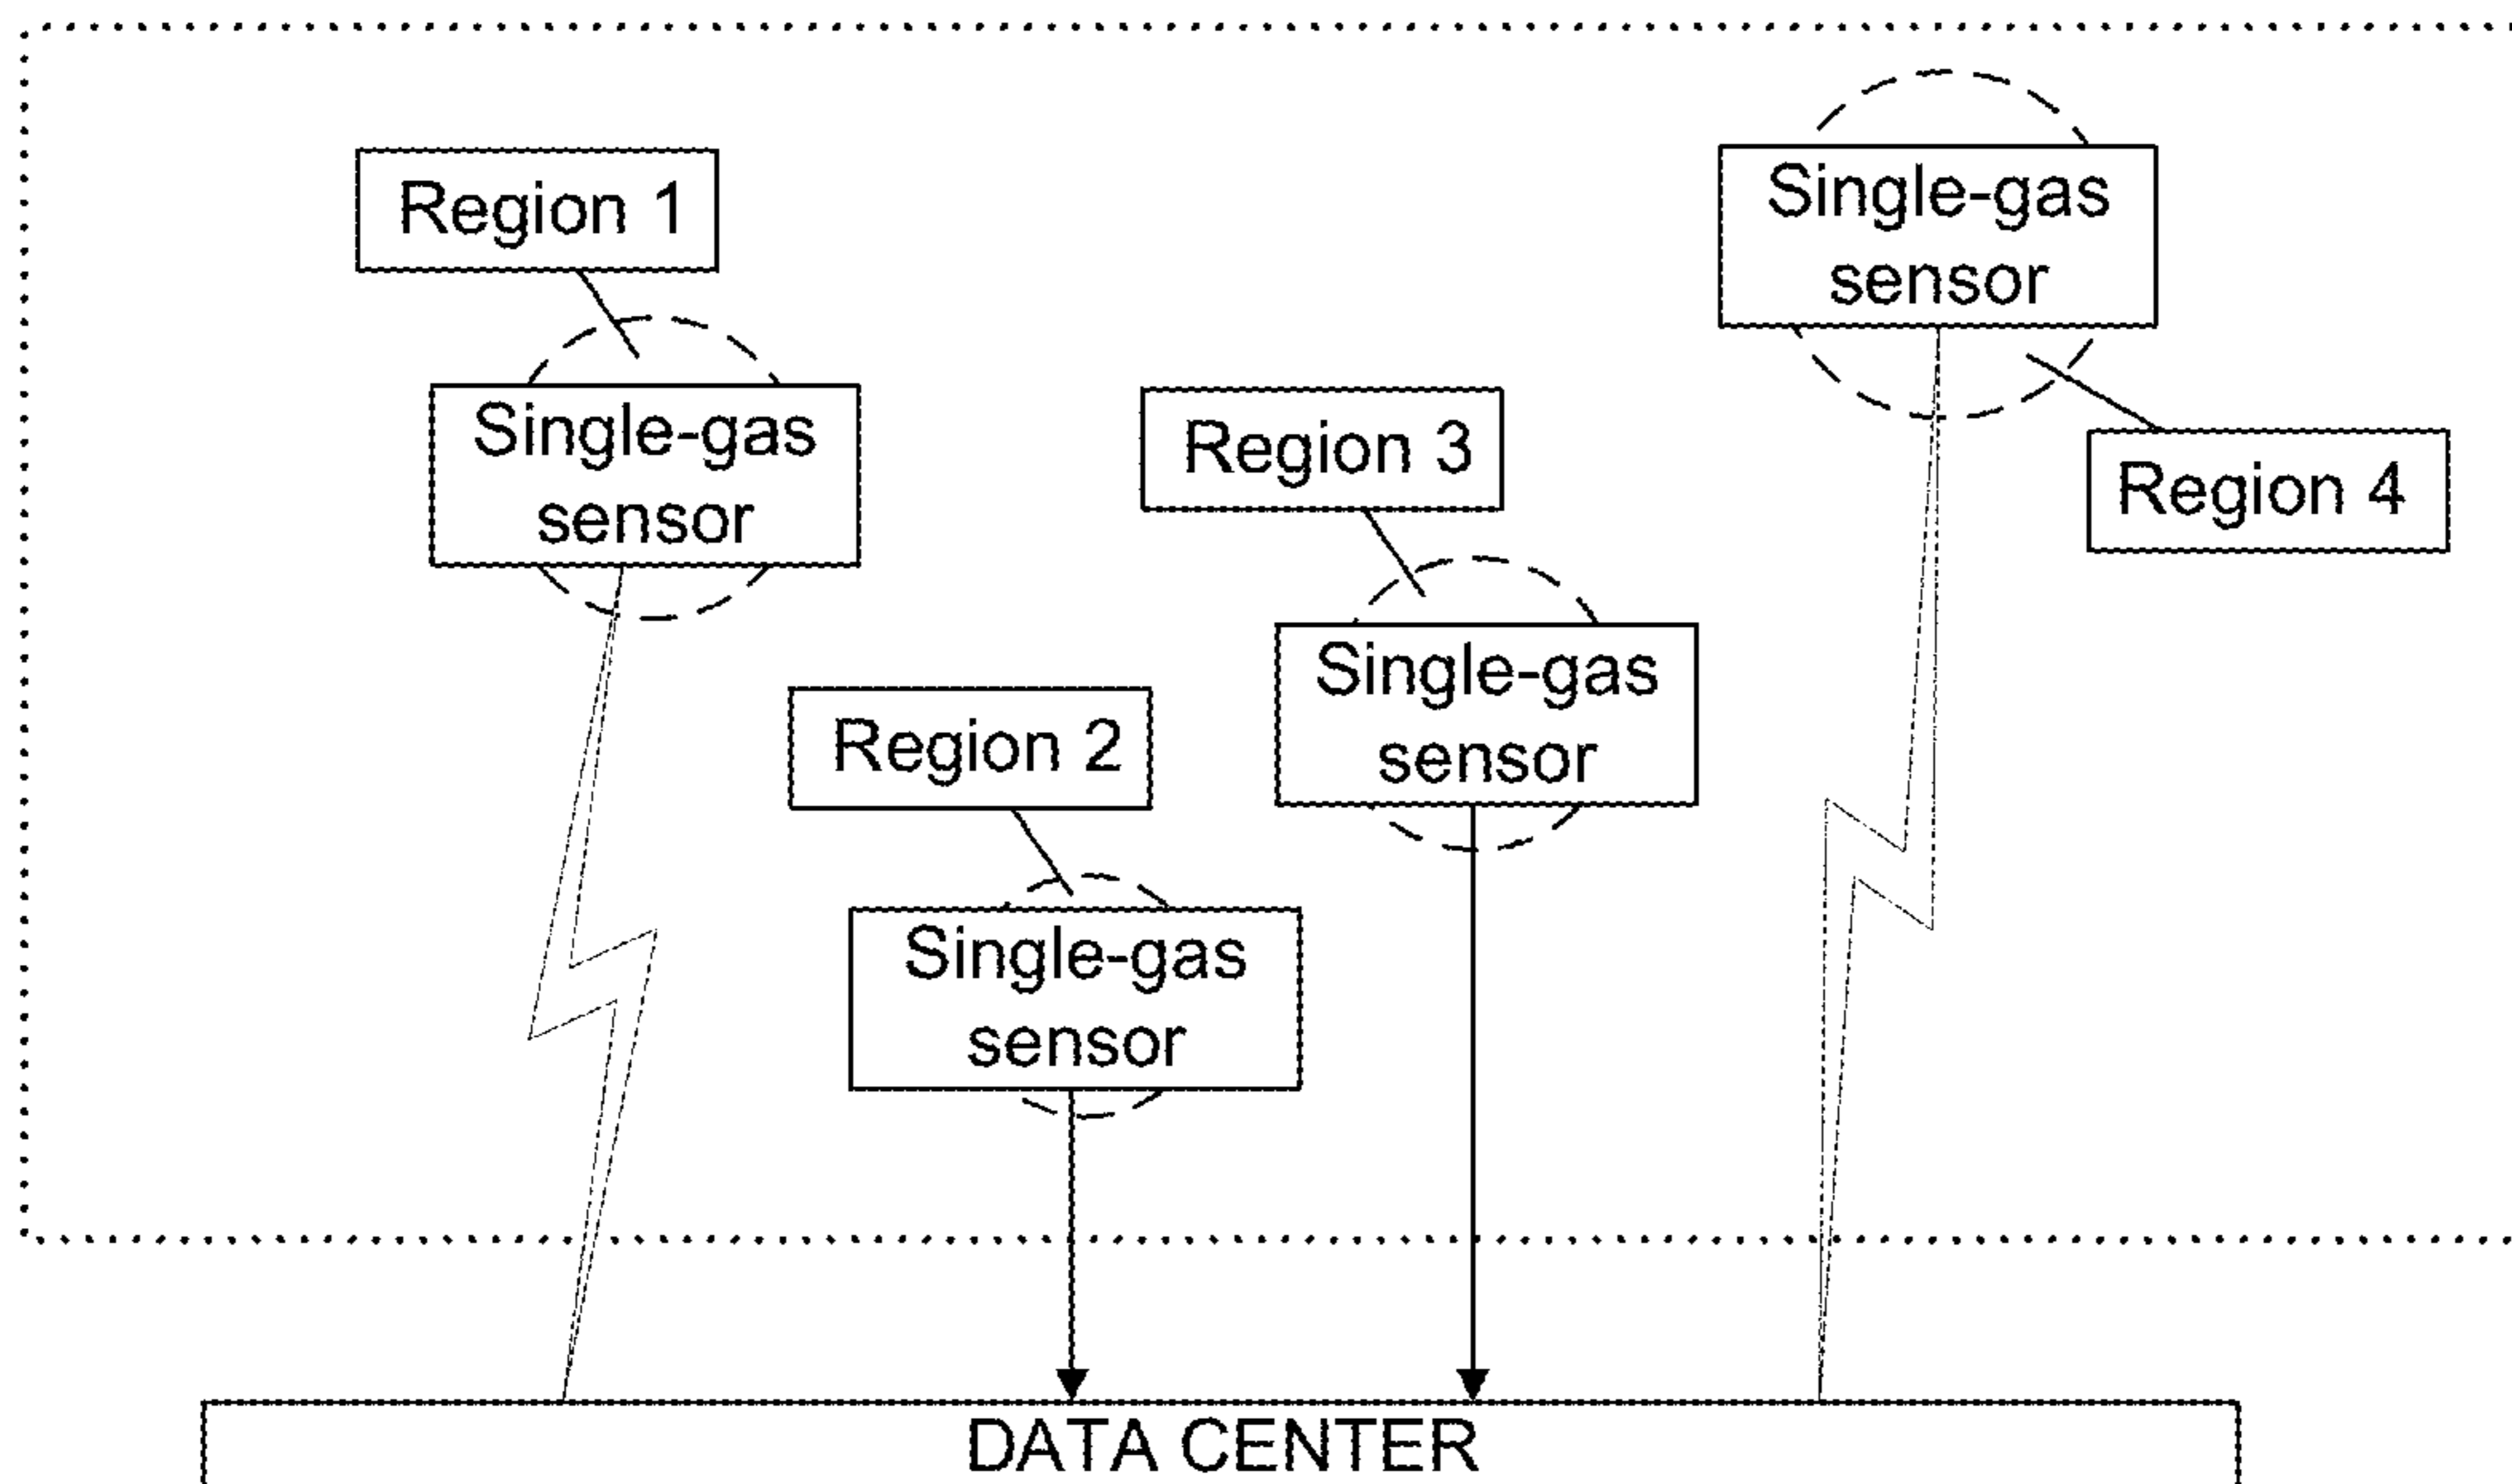 Region 1
Single-gas
sensor
Region 2
Single-gas
sensor
Region 3
Single-gas
sensor
Single-gas
sensor
Region 4
DATA CENTER